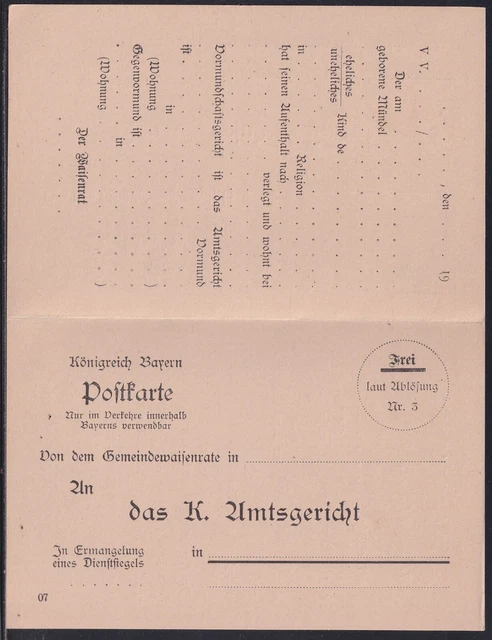 V V. . . . / . . . . . , den . . . . . . 19
Der am . . . . . . . . . . . . .
geborene Mündel . . . . . . . . . . .
eheliches
uneheliches Kind de . . . . . . . . . .
. . . . . . . . . . . . . . . .
in . . . . . . . . Religion . . . . . .
hat seinen Aufenthalt nach . . . . . . .
. . . . . . . . verlegt und wohnt bei
. . . . . . . . . . . . . . . .
. . . . . . . . . . . . . . . .
Vormundschaftsgericht ist das Amtsgericht
. . . . . . . . . . . . . Vormund
ist . . . . . . . . . . . . . . .
. . . . . . in . . . . . . . . .
(Wohnung . . . . . . . . . . . . )
Gegenvormund ist . . . . . . . . . .
. . . . . . . in . . . . . . . .
(Wohnung . . . . . . . . . . . . )
Der Waisenrat
. . . . . . . .
Königreich Bayern
Postkarte
Nur im Verkehre innerhalb
Bayerns verwendbar
Frei
laut Ablösung
Nr. 3
Von dem Gemeindewaisenrate in
An
das K. Amtsgericht
In Ermangelung
eines Dienstsiegels
. . . . . .
in
07